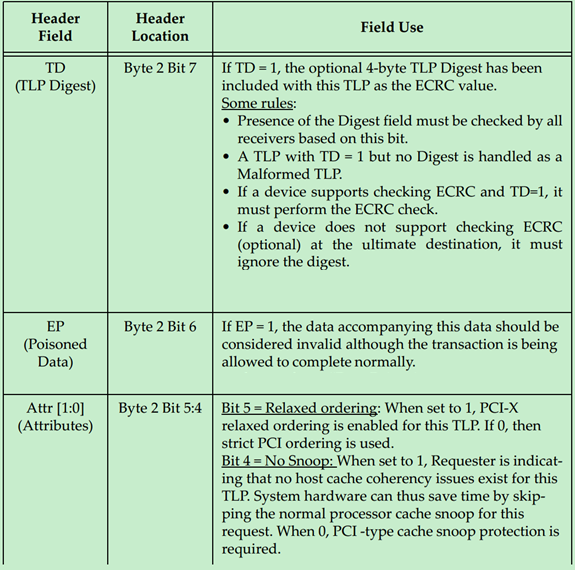 Header Field
Header Location
Field Use
TD
(TLP Digest)
Byte 2 Bit 7
If TD = 1, the optional 4-byte TLP Digest has been
included with this TLP as the ECRC value.
Some rules:
• Presence of the Digest field must be checked by all
receivers based on this bit.
• A TLP with TD = 1 but no Digest is handled as a
Malformed TLP.
• If a device supports checking ECRC and TD=1, it
must perform the ECRC check.
• If a device does not support checking ECRC
(optional) at the ultimate destination, it must
ignore the digest.
EP
(Poisoned
Data)
Byte 2 Bit 6
If EP = 1, the data accompanying this data should be
considered invalid although the transaction is being
allowed to complete normally.
Attr [1:0]
(Attributes)
Byte 2 Bit 5:4
Bit 5 = Relaxed ordering: When set to 1, PCI-X
relaxed ordering is enabled for this TLP. If 0, then
strict PCI ordering is used.
Bit 4 = No Snoop: When set to 1, Requester is indicat-
ing that no host cache coherency issues exist for this
TLP. System hardware can thus save time by skip-
ping the normal processor cache snoop for this
request. When 0, PCI -type cache snoop protection is
required.